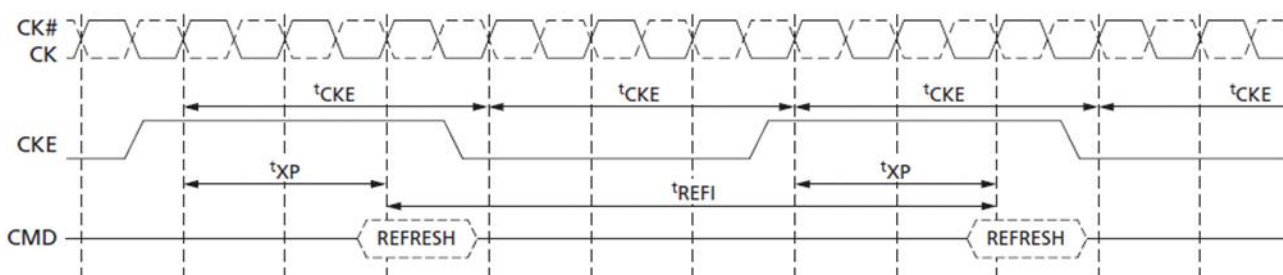 CK#
CK
tCKE tCKE tCKE tCKE
CKE
tXP tXP
tREFI
CMD REFRESH REFRESH